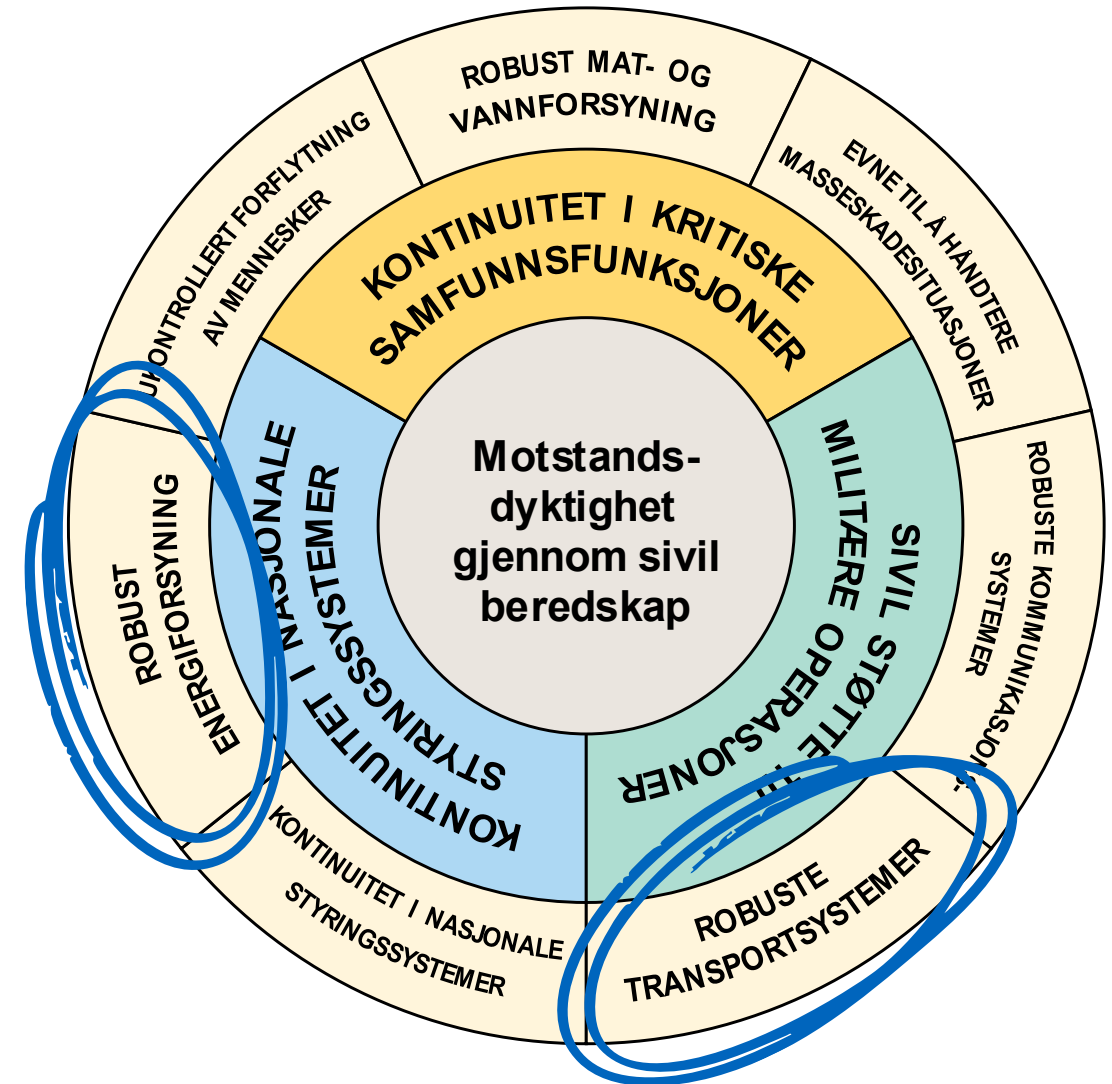 ROBUST MAT- OG
VANNFORSYNING
EVNE TIL Å HÅNDTERE
MASSESKADESITUASJONER
ROBUSTE KOMMUNIKASJONS-
SYSTEMER
ROBUSTE
TRANSPORTSYSTEMER
KONTINUITET I NASJONALE
STYRINGSSYSTEMER
ROBUST
ENERGIFORSYNING
UKONTROLLERT FORFLYTNING
AV MENNESKER
KONTINUITET I KRITISKE
SAMFUNNSFUNKSJONER
SIVIL STØTTE TIL
MILITÆRE OPERASJONER
KONTINUITET I NASJONALE
STYRINGSSYSTEMER
Motstands-
dyktighet
gjennom sivil
beredskap